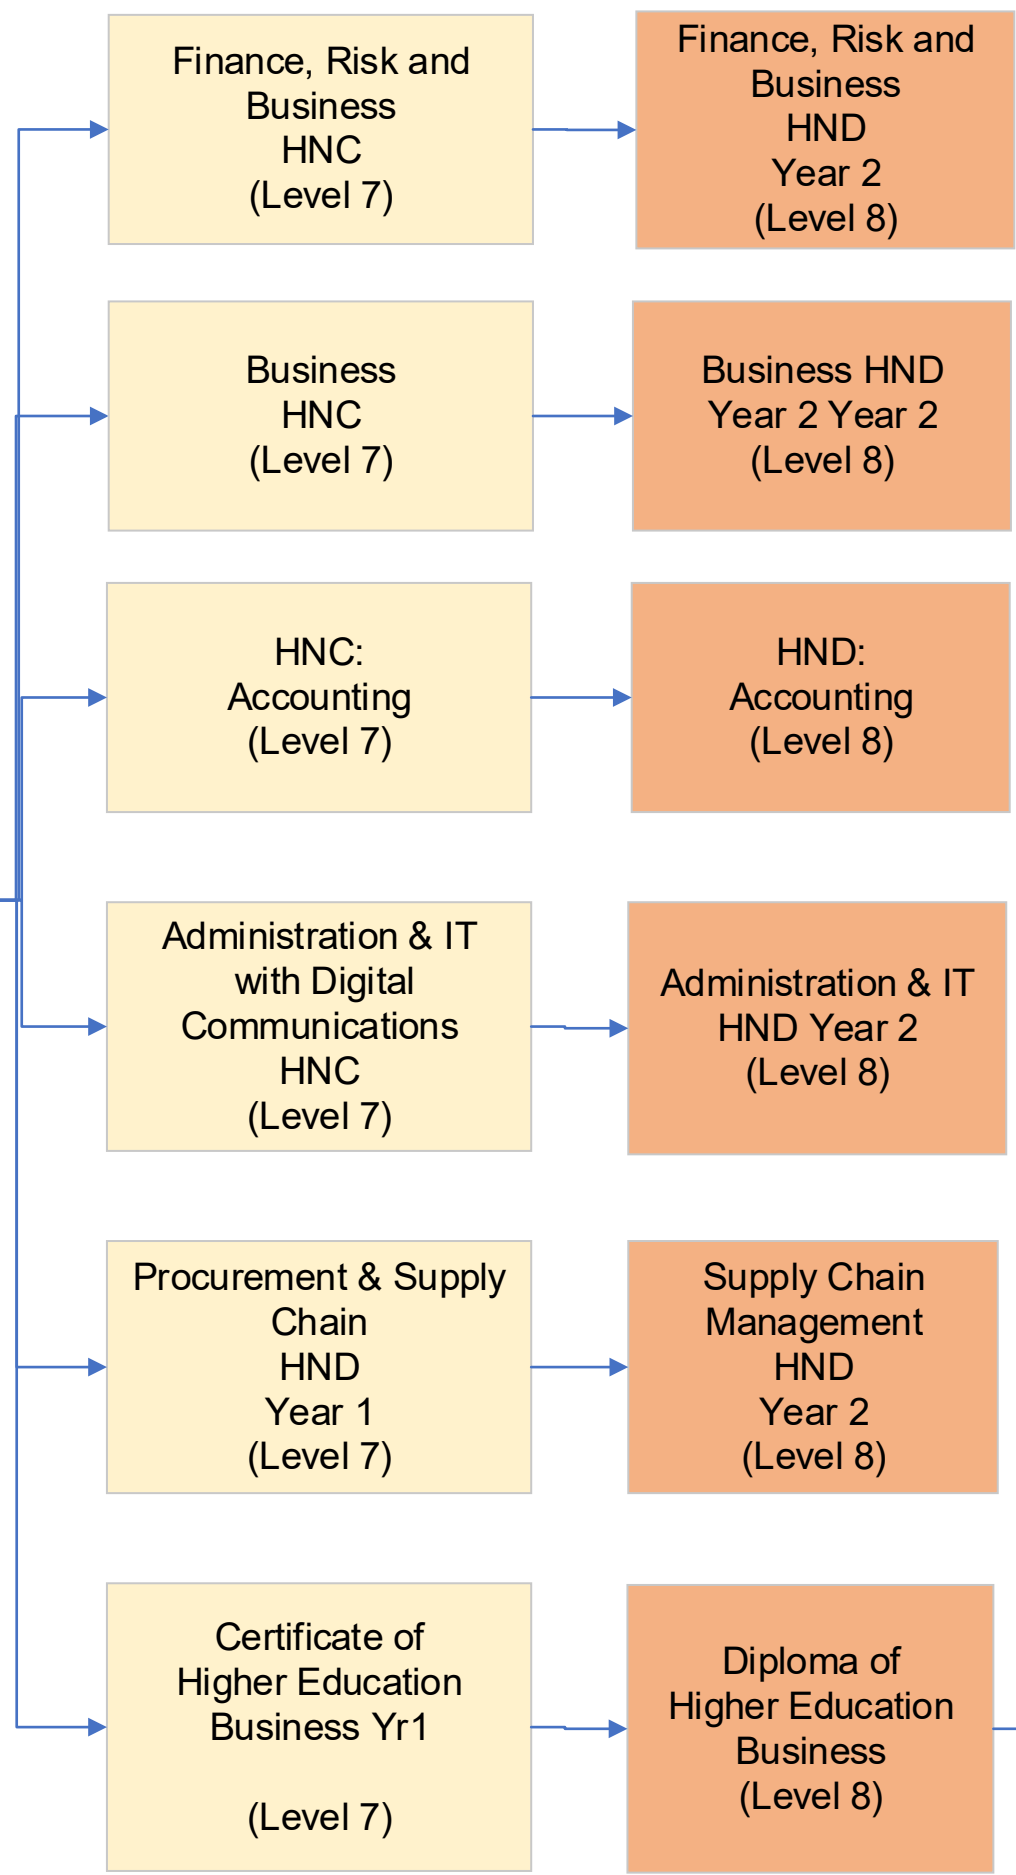 Finance, Risk and
Business
HNC
(Level 7)
Finance, Risk and
Business
HND
Year 2
(Level 8)
Business
HNC
(Level 7)
Business HND
Year 2 Year 2
(Level 8)
HNC:
Accounting
(Level 7)
HND:
Accounting
(Level 8)
Administration & IT
with Digital
Communications
HNC
(Level 7)
Administration & IT
HND Year 2
(Level 8)
Procurement & Supply
Chain
HND
Year 1
(Level 7)
Supply Chain
Management
HND
Year 2
(Level 8)
Certificate of
Higher Education
Business Yr1
(Level 7)
Diploma of
Higher Education
Business
(Level 8)